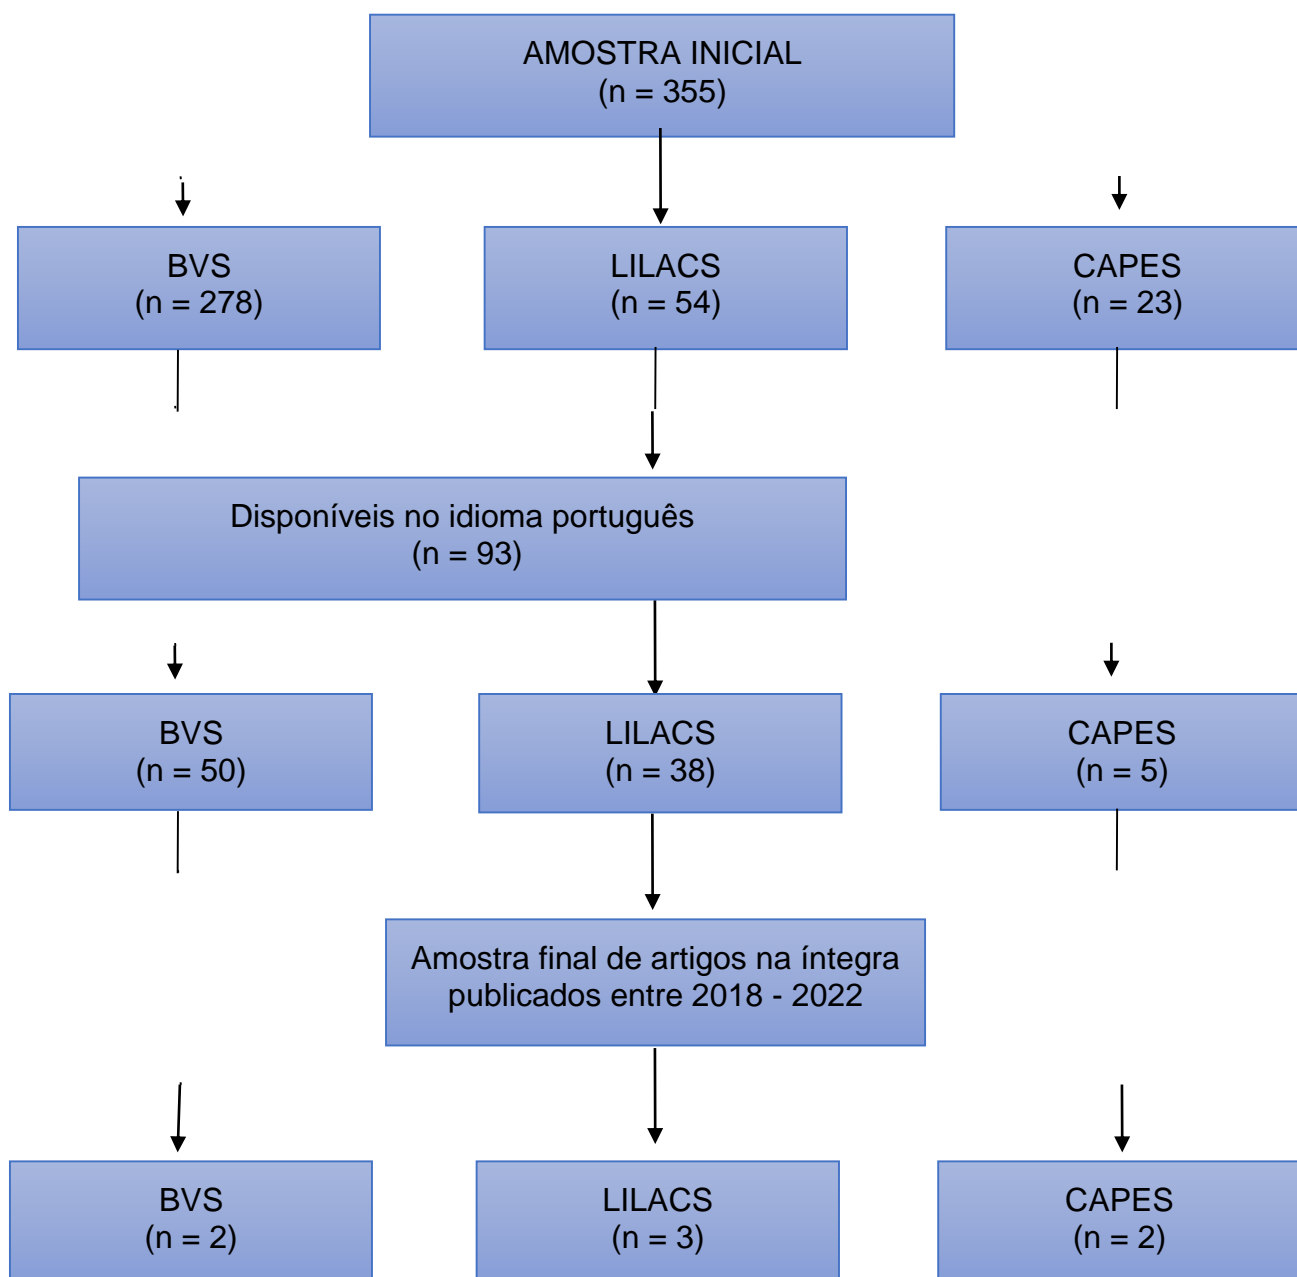 AMOSTRA INICIAL
(n = 355)
BVS
(n = 278)
LILACS
(n = 54)
CAPES
(n = 23)
Disponíveis no idioma português
(n = 93)
BVS
(n = 50)
LILACS
(n = 38)
CAPES
(n = 5)
Amostra final de artigos na íntegra
publicados entre 2018 - 2022
BVS
(n = 2)
LILACS
(n = 3)
CAPES
(n = 2)